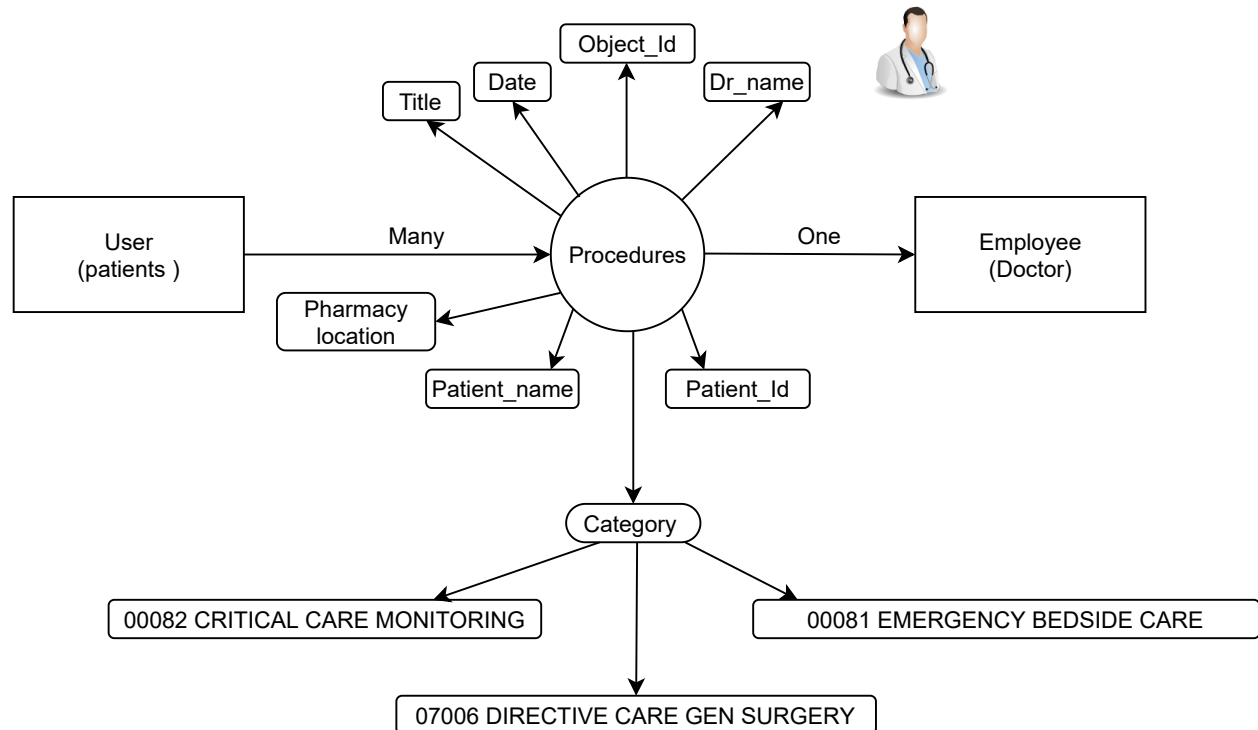 Object_Id
Date
Dr_name
Title
User
(patients )
Many
Procedures
One
Employee
(Doctor)
Pharmacy
location
Patient_name
Patient_Id
Category
00082 CRITICAL CARE MONITORING
00081 EMERGENCY BEDSIDE CARE
07006 DIRECTIVE CARE GEN SURGERY